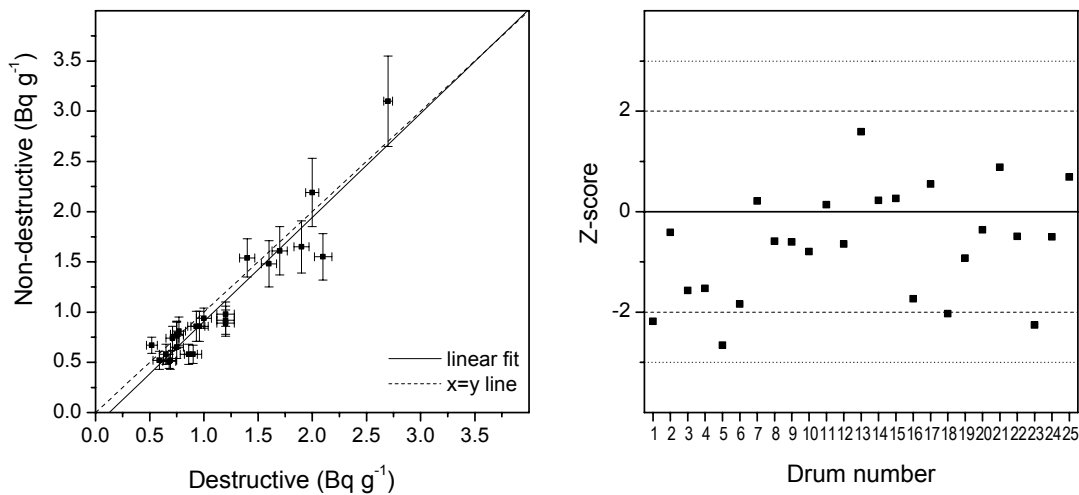 Non-destructive (Bq g⁻¹)
3.5
3.0
2.5
2.0
1.5
1.0
0.5
0.0
linear fit
x=y line
0.0 0.5 1.0 1.5 2.0 2.5 3.0 3.5
Destructive (Bq g⁻¹)
Z-score
2
0
-2
1 2 3 4 5 6 7 8 9 10 11 12 13 14 15 16 17 18 19 20 21 22 23 24 25
Drum number